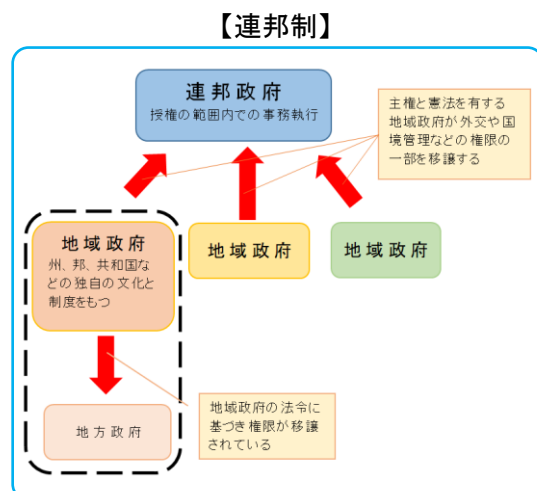 【連邦制】
連邦政府
授権の範囲内での事務執行
主権と憲法を有する
地域政府が外交や国
境管理などの権限の
一部を移譲する
地域政府
州、邦、共和国な
どの独自の文化と
制度をもつ
地域政府
地域政府
地域政府の法令に
基づき権限が移譲
されている
地方政府